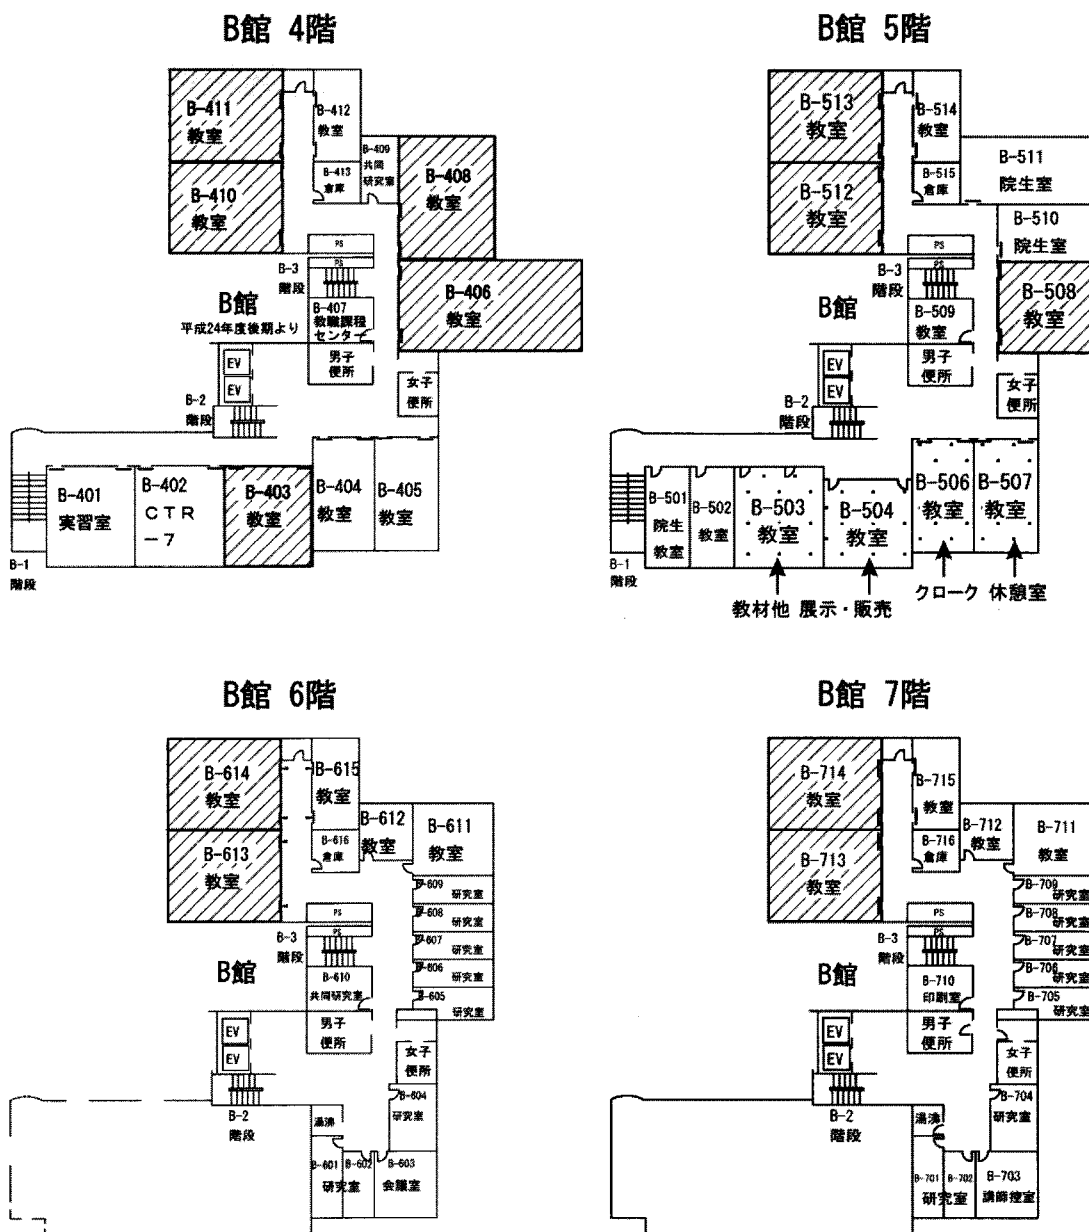 B館 4階
B-411
教室
B-412
教室
B-409
共同
研究室
B-408
教室
B-410
教室
B-413
倉庫
PS
PS
B-3
階段
B-406
教室
B館
平成24年度後期より
B-407
教職課程
センター
男子
便所
EV
EV
女子
便所
B-2
階段
B-401
実習室
B-402
CTR
-7
B-403
教室
B-404
教室
B-405
教室
B-1
階段
B館 5階
B-513
教室
B-514
教室
B-511
院生室
B-512
教室
B-515
倉庫
B-510
院生室
PS
PS
B-3
階段
B-508
教室
B館
B-509
教室
男子
便所
EV
EV
女子
便所
B-2
階段
B-501
院生
教室
B-502
教室
B-503
教室
B-504
教室
B-506
教室
B-507
教室
B-1
階段
教材他 展示・販売
クローク 休憩室
B館 6階
B-614
教室
B-615
教室
B-612
教室
B-611
教室
B-613
教室
B-616
倉庫
B-609
研究室
B-608
研究室
B-607
研究室
B-606
研究室
B-605
研究室
PS
PS
B-3
階段
B館
B-610
共同研究室
男子
便所
EV
EV
女子
便所
B-2
階段
B-604
研究室
湯沸
B-601
B-602
研究室
B-603
会議室
B館 7階
B-714
教室
B-715
教室
B-712
教室
B-711
教室
B-713
教室
B-716
倉庫
B-709
研究室
B-708
研究室
B-707
研究室
B-706
研究室
B-705
研究室
PS
PS
B-3
階段
B館
B-710
印刷室
男子
便所
EV
EV
女子
便所
B-2
階段
B-704
研究室
湯沸
B-701
B-702
研究室
B-703
講師控室